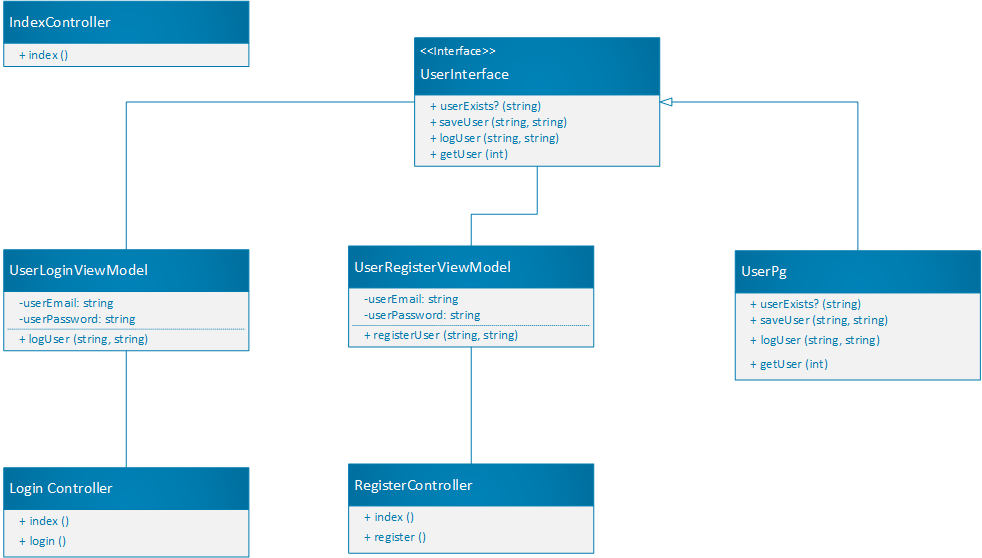 IndexController
+ index ()
<<Interface>>
UserInterface
+ userExists? (string)
+ saveUser (string, string)
+ logUser (string, string)
+ getUser (int)
UserLoginViewModel
-userEmail: string
-userPassword: string
+ logUser (string, string)
UserRegisterViewModel
-userEmail: string
-userPassword: string
+ registerUser (string, string)
UserPg
+ userExists? (string)
+ saveUser (string, string)
+ logUser (string, string)
+ getUser (int)
Login Controller
+ index ()
+ login ()
RegisterController
+ index ()
+ register ()